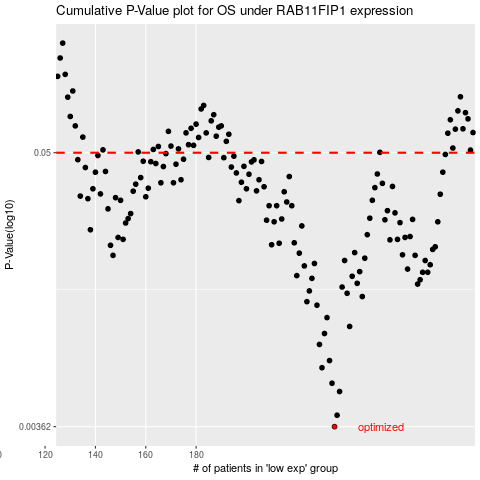 Cumulative P-Value plot for OS under RAB11FIP1 expression
0.05
P-Value(log10)
0.00362
optimized
0 120 140 160 180
# of patients in 'low exp' group